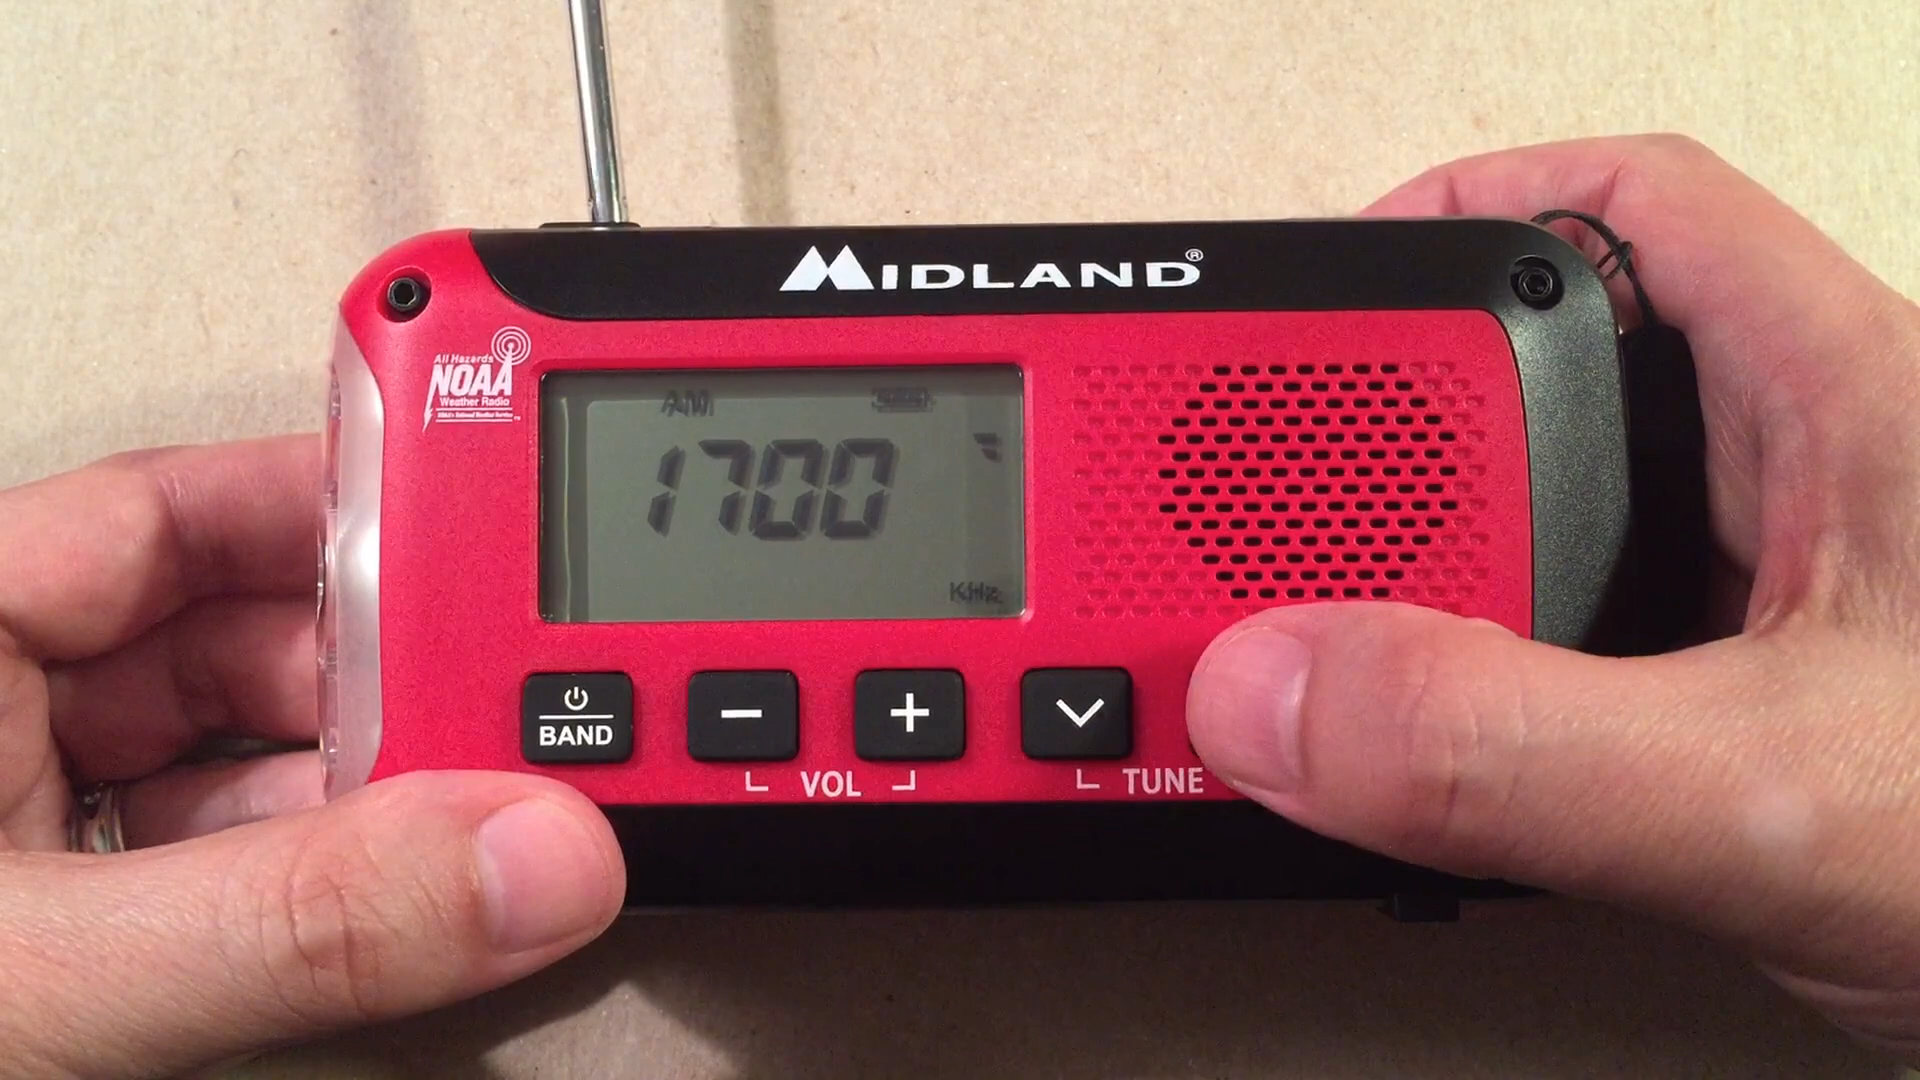 MIDLAND®
All Hazards
NOAA
Weather Radio
AM
1700
KHz
BAND
VOL
TUNE